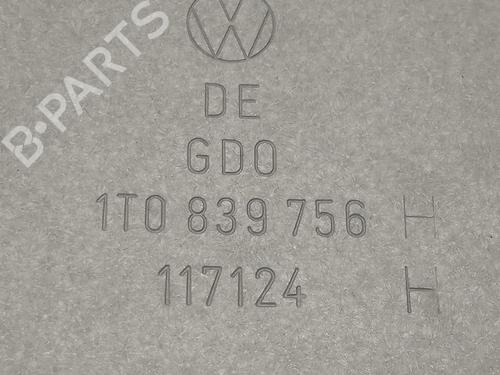 B-PARTS
DE
GDO
1T0 839 756 H
117124 H